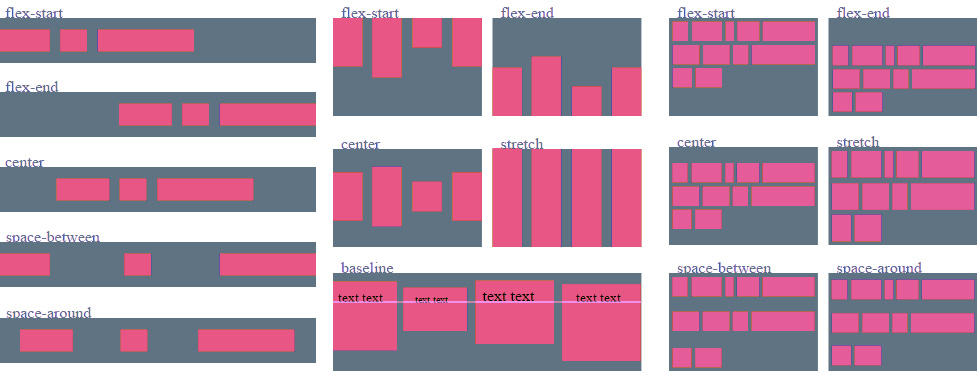 flex-start
flex-end
center
space-between
space-around
flex-start
flex-end
center
stretch
baseline
text text
text text
text text
text text
flex-start
flex-end
center
stretch
space-between
space-around